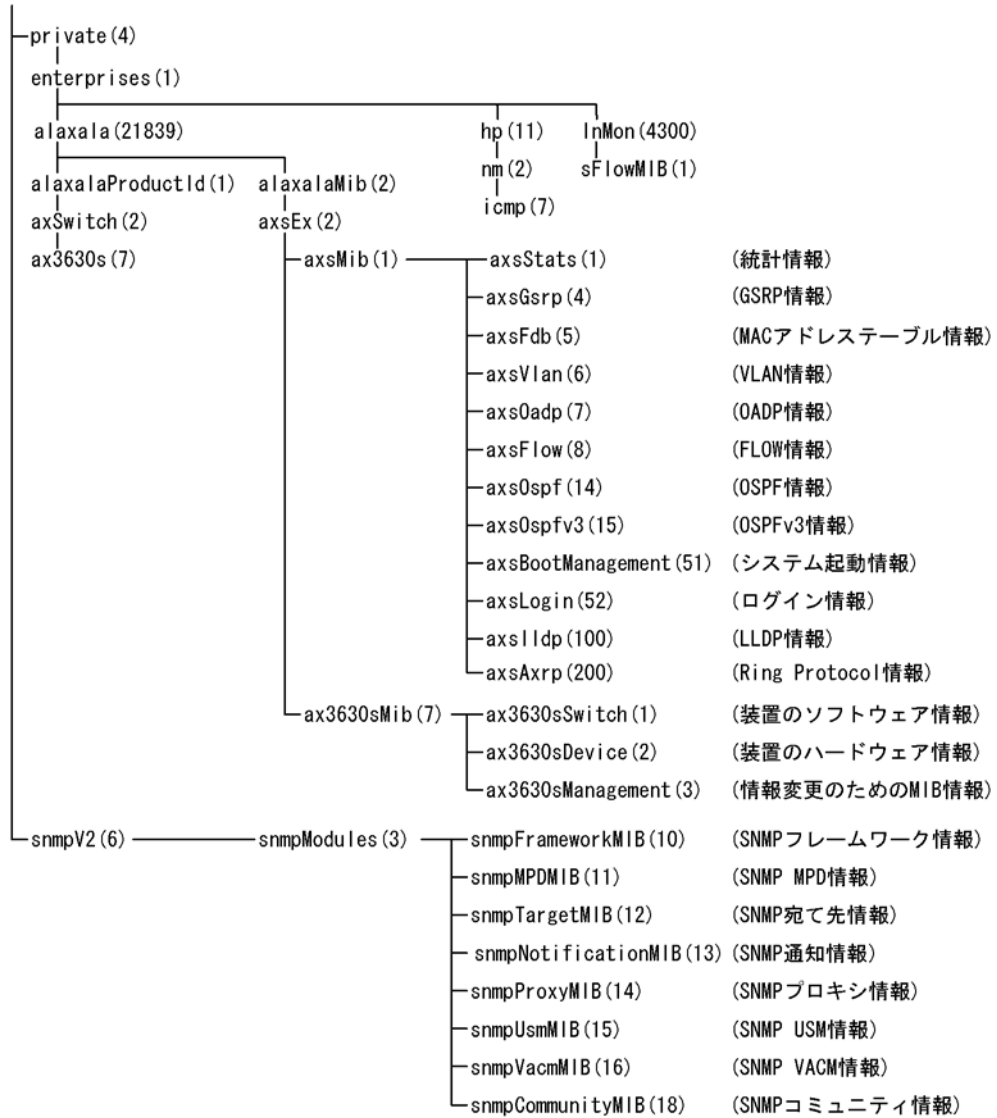 private(4)
enterprises(1)
alaxala(21839) hp(11) InMon(4300)
nm(2) sFlowMIB(1)
alaxalaProductId(1) alaxalaMib(2)
icmp(7)
axSwitch(2) axsEx(2)
ax3630s(7) axsMib(1) axsStats(1) (統計情報)
axsGsrp(4) (GSRP情報)
axsFdb(5) (MACアドレステーブル情報)
axsVlan(6) (VLAN情報)
axsOadp(7) (OADP情報)
axsFlow(8) (FLOW情報)
axsOspf(14) (OSPF情報)
axsOspfv3(15) (OSPFv3情報)
axsBootManagement(51) (システム起動情報)
axsLogin(52) (ログイン情報)
axslldp(100) (LLDP情報)
axsAxrp(200) (Ring Protocol情報)
ax3630sMib(7) ax3630sSwitch(1) (装置のソフトウェア情報)
ax3630sDevice(2) (装置のハードウェア情報)
ax3630sManagement(3) (情報変更のためのMIB情報)
snmpV2(6) snmpModules(3) snmpFrameworkMIB(10) (SNMPフレームワーク情報)
snmpMPDMIB(11) (SNMP MPD情報)
snmpTargetMIB(12) (SNMP宛て先情報)
snmpNotificationMIB(13) (SNMP通知情報)
snmpProxyMIB(14) (SNMPプロキシ情報)
snmpUsmMIB(15) (SNMP USM情報)
snmpVacmMIB(16) (SNMP VACM情報)
snmpCommunityMIB(18) (SNMPコミュニティ情報)